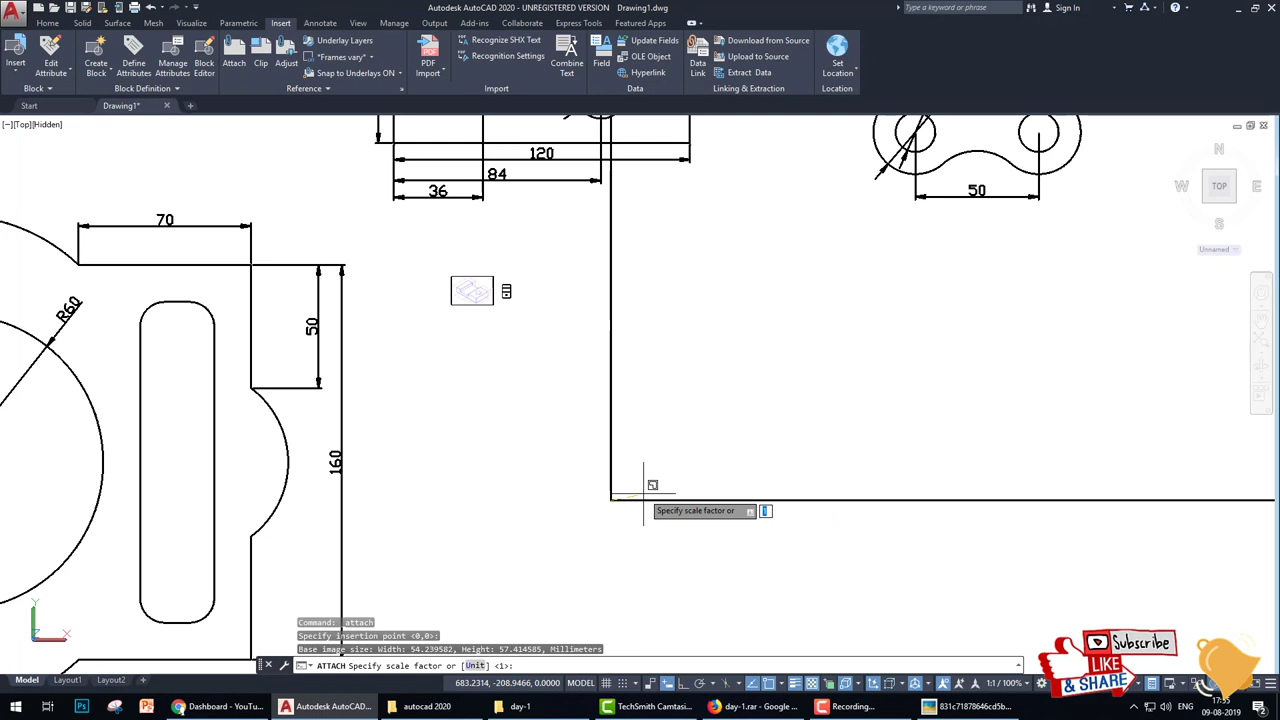 Autodesk AutoCAD 2020 - UNREGISTERED VERSION Drawing1.dwg
Type a keyword or phrase
Sign In
Home Solid Surface Mesh Visualize Parametric Insert Annotate View Manage Output Add-ins Collaborate Express Tools Featured Apps
Insert
Edit Attribute
Create Block
Define Attributes
Manage Attributes
Block Editor
Attach
Clip
Adjust
Underlay Layers
*Frames vary*
Snap to Underlays ON
PDF Import
Recognize SHX Text
Recognition Settings
Combine Text
Field
Update Fields
OLE Object
Hyperlink
Data Link
Download from Source
Upload to Source
Extract Data
Set Location
Block
Block Definition
Reference
Import
Data
Linking & Extraction
Location
Start
Drawing1*
[−][Top][Hidden]
N
W
TOP
E
S
Unnamed
120
84
36
50
70
R60
50
160
Specify scale factor or
1
Y
X
Z
Command: attach
Specify insertion point <0,0>:
Base image size: Width: 54.239582, Height: 57.414585, Millimeters
ATTACH Specify scale factor or [Unit] <1>:
Model
Layout1
Layout2
683.2314, -208.9466, 0.0000
MODEL
1:1 / 100%
Subscribe
LIKE
& SHARE
Dashboard - YouTu...
Autodesk AutoCAD...
autocad 2020
day-1
TechSmith Camtasi...
day-1.rar - Google ...
Recording...
831c71878646cd5b...
ENG
17:55
09-08-2019